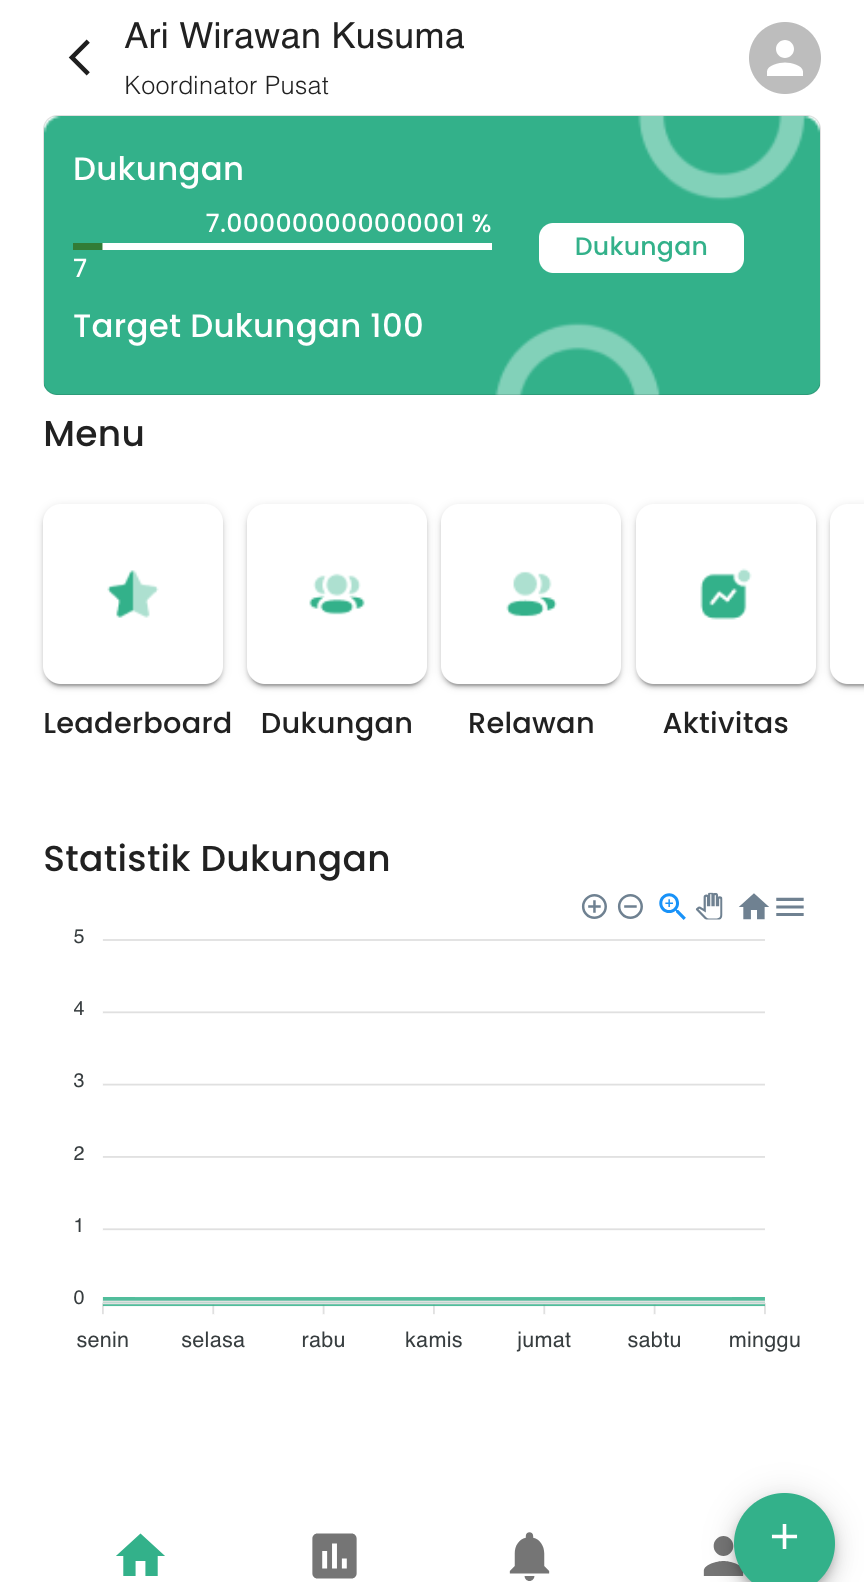 Ari Wirawan Kusuma
Koordinator Pusat
Dukungan
7.000000000000001 %
7
Dukungan
Target Dukungan 100
Menu
Leaderboard Dukungan Relawan Aktivitas
Statistik Dukungan
5
4
3
2
1
0
senin selasa rabu kamis jumat sabtu minggu